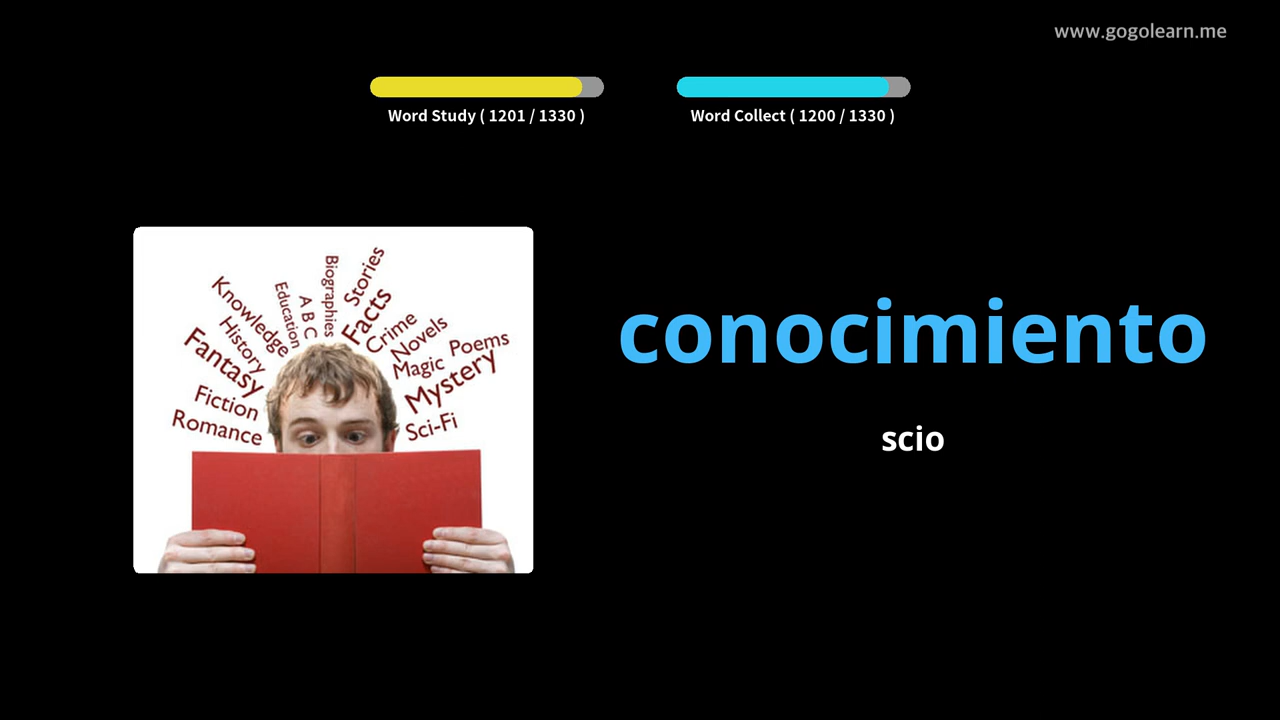 www.gogolearn.me
Word Study ( 1201 / 1330 )
Word Collect ( 1200 / 1330 )
Romance
Fiction
Fantasy
History
Knowledge
Education
A B C
Biographies
Stories
Facts
Crime
Novels
Magic
Poems
Mystery
Sci-Fi
conocimiento
scio